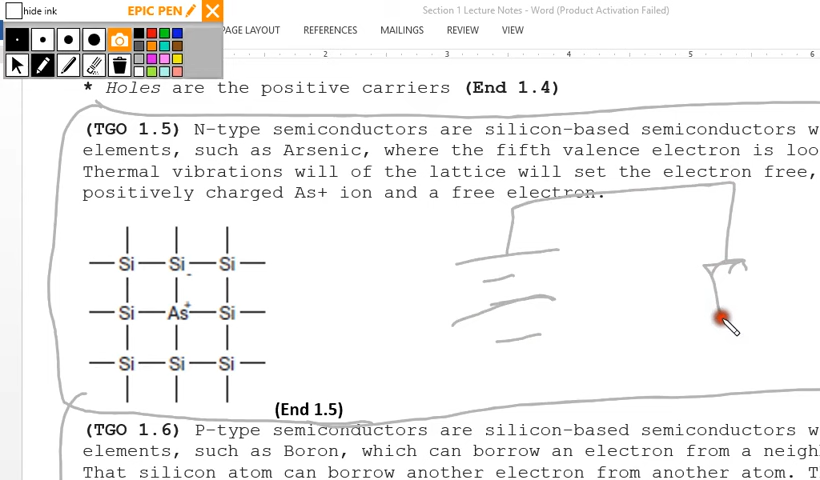 hide ink EPIC PEN
Section 1 Lecture Notes - Word (Product Activation Failed)
PAGE LAYOUT REFERENCES MAILINGS REVIEW VIEW
2 3 4 5 6
* Holes are the positive carriers (End 1.4)
(TGO 1.5) N-type semiconductors are silicon-based semiconductors w
elements, such as Arsenic, where the fifth valence electron is loo
Thermal vibrations will of the lattice will set the electron free,
positively charged As+ ion and a free electron.
Si Si Si
-
Si As+ Si
Si Si Si
(End 1.5)
(TGO 1.6) P-type semiconductors are silicon-based semiconductors w
elements, such as Boron, which can borrow an electron from a neigh
That silicon atom can borrow another electron from another atom. T